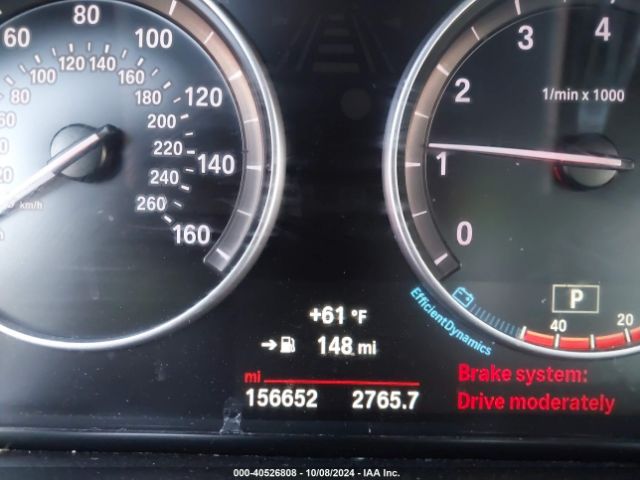 60 80 100 120 140 160
80 100 120 140 160 180 200 220 240 260
km/h
0 1 2 3 4
1/min x 1000
P
EfficientDynamics
40 20
+61 °F
148 mi
mi
156652 2765.7
Brake system:
Drive moderately
000-40526808 - 10/08/2024 - IAA Inc.